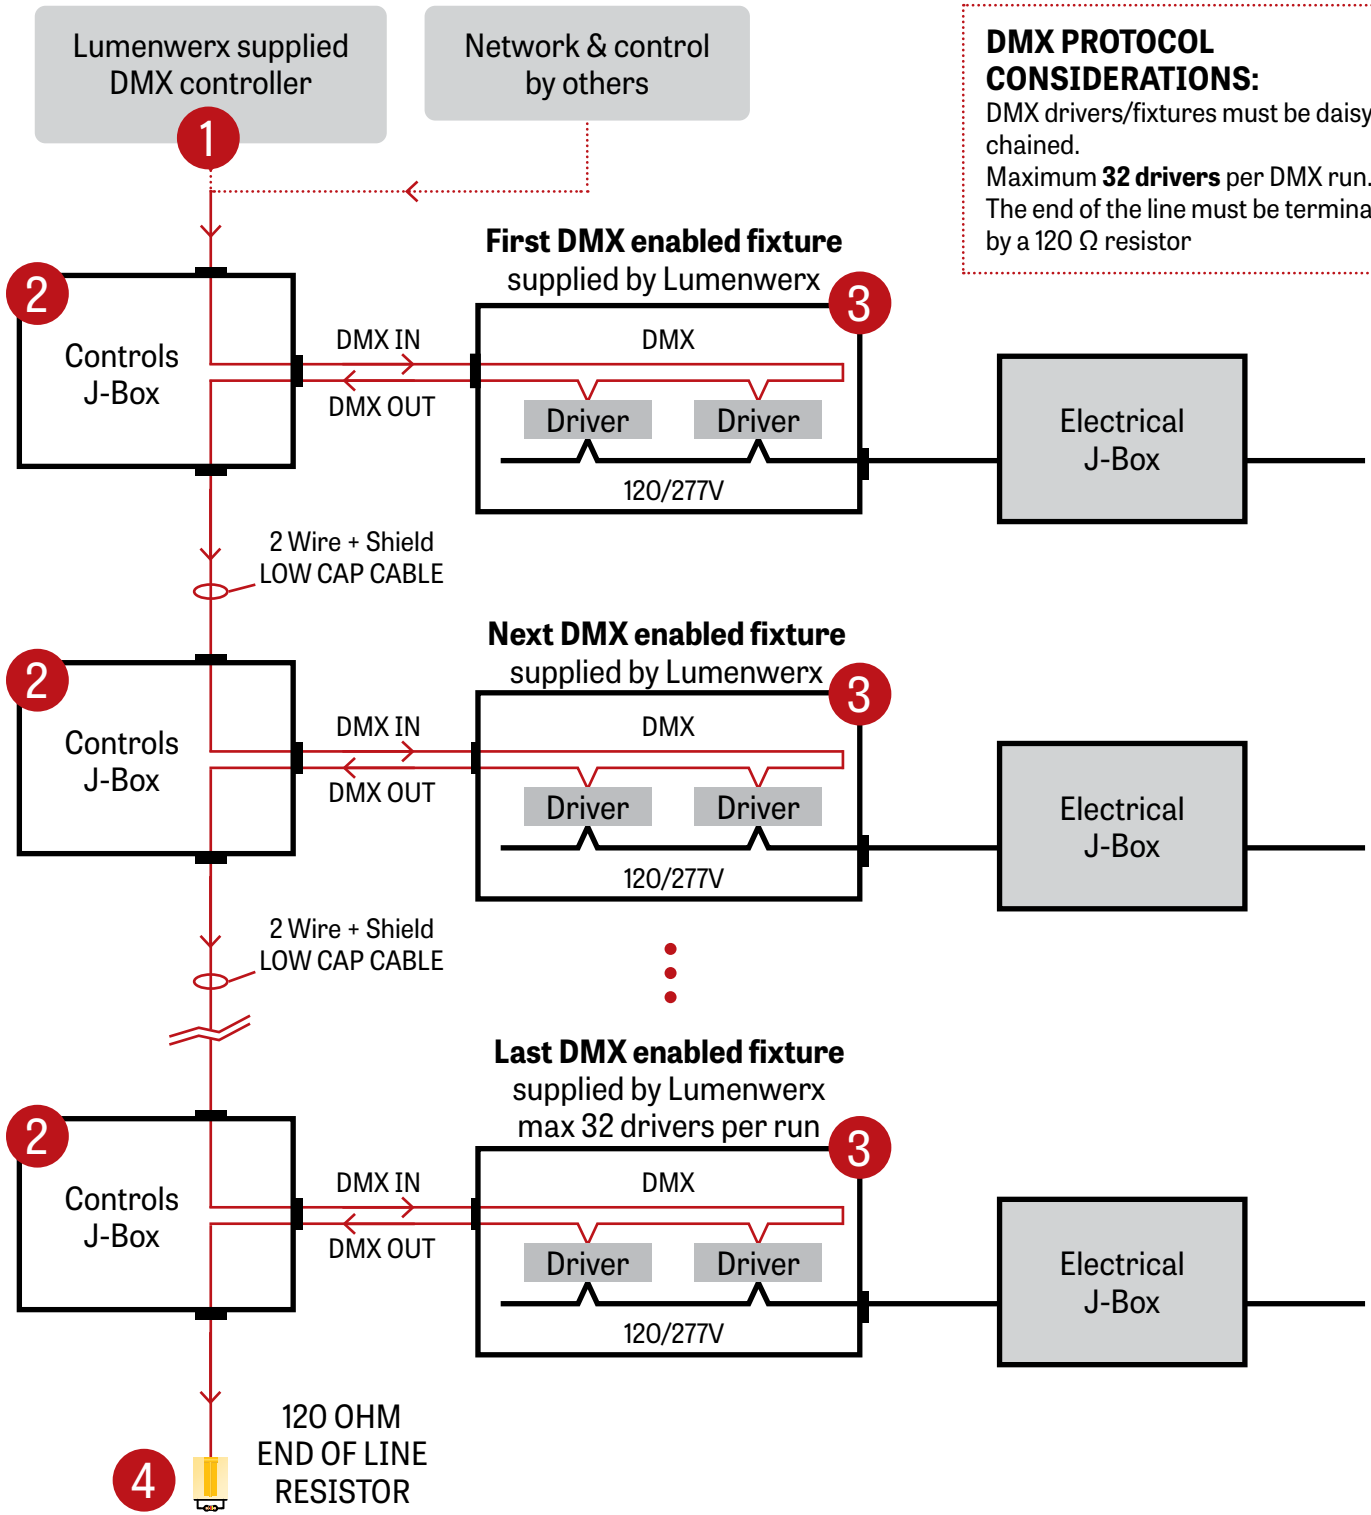 Lumenwerx supplied
DMX controller
1
Network & control
by others
DMX PROTOCOL
CONSIDERATIONS:
DMX drivers/fixtures must be daisy
chained.
Maximum 32 drivers per DMX run.
The end of the line must be termina
by a 120 Ω resistor
First DMX enabled fixture
supplied by Lumenwerx
2
Controls
J-Box
DMX IN
DMX OUT
3
DMX
Driver
Driver
120/277V
Electrical
J-Box
2 Wire + Shield
LOW CAP CABLE
Next DMX enabled fixture
supplied by Lumenwerx
2
Controls
J-Box
DMX IN
DMX OUT
3
DMX
Driver
Driver
120/277V
Electrical
J-Box
2 Wire + Shield
LOW CAP CABLE
Last DMX enabled fixture
supplied by Lumenwerx
max 32 drivers per run
2
Controls
J-Box
DMX IN
DMX OUT
3
DMX
Driver
Driver
120/277V
Electrical
J-Box
4
120 OHM
END OF LINE
RESISTOR